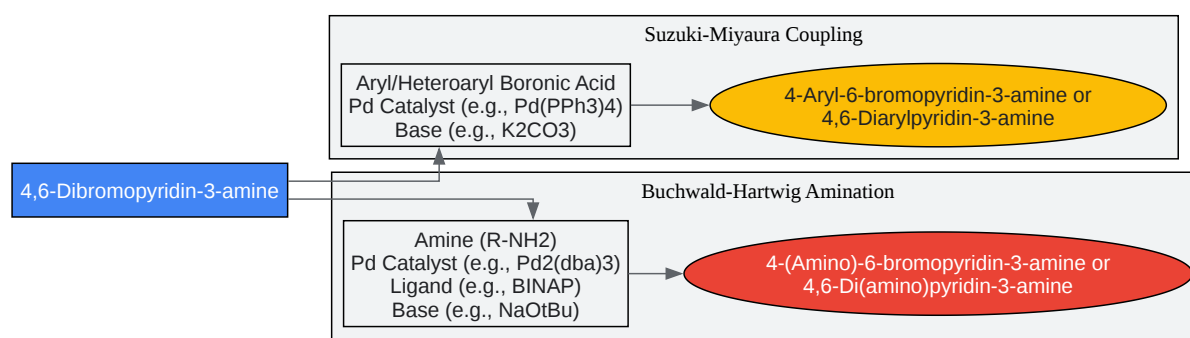 Suzuki-Miyaura Coupling
Aryl/Heteroaryl Boronic Acid
Pd Catalyst (e.g., Pd(PPh3)4)
Base (e.g., K2CO3)
4-Aryl-6-bromopyridin-3-amine or
4,6-Diarylpyridin-3-amine
4,6-Dibromopyridin-3-amine
Buchwald-Hartwig Amination
Amine (R-NH2)
Pd Catalyst (e.g., Pd2(dba)3)
Ligand (e.g., BINAP)
Base (e.g., NaOtBu)
4-(Amino)-6-bromopyridin-3-amine or
4,6-Di(amino)pyridin-3-amine